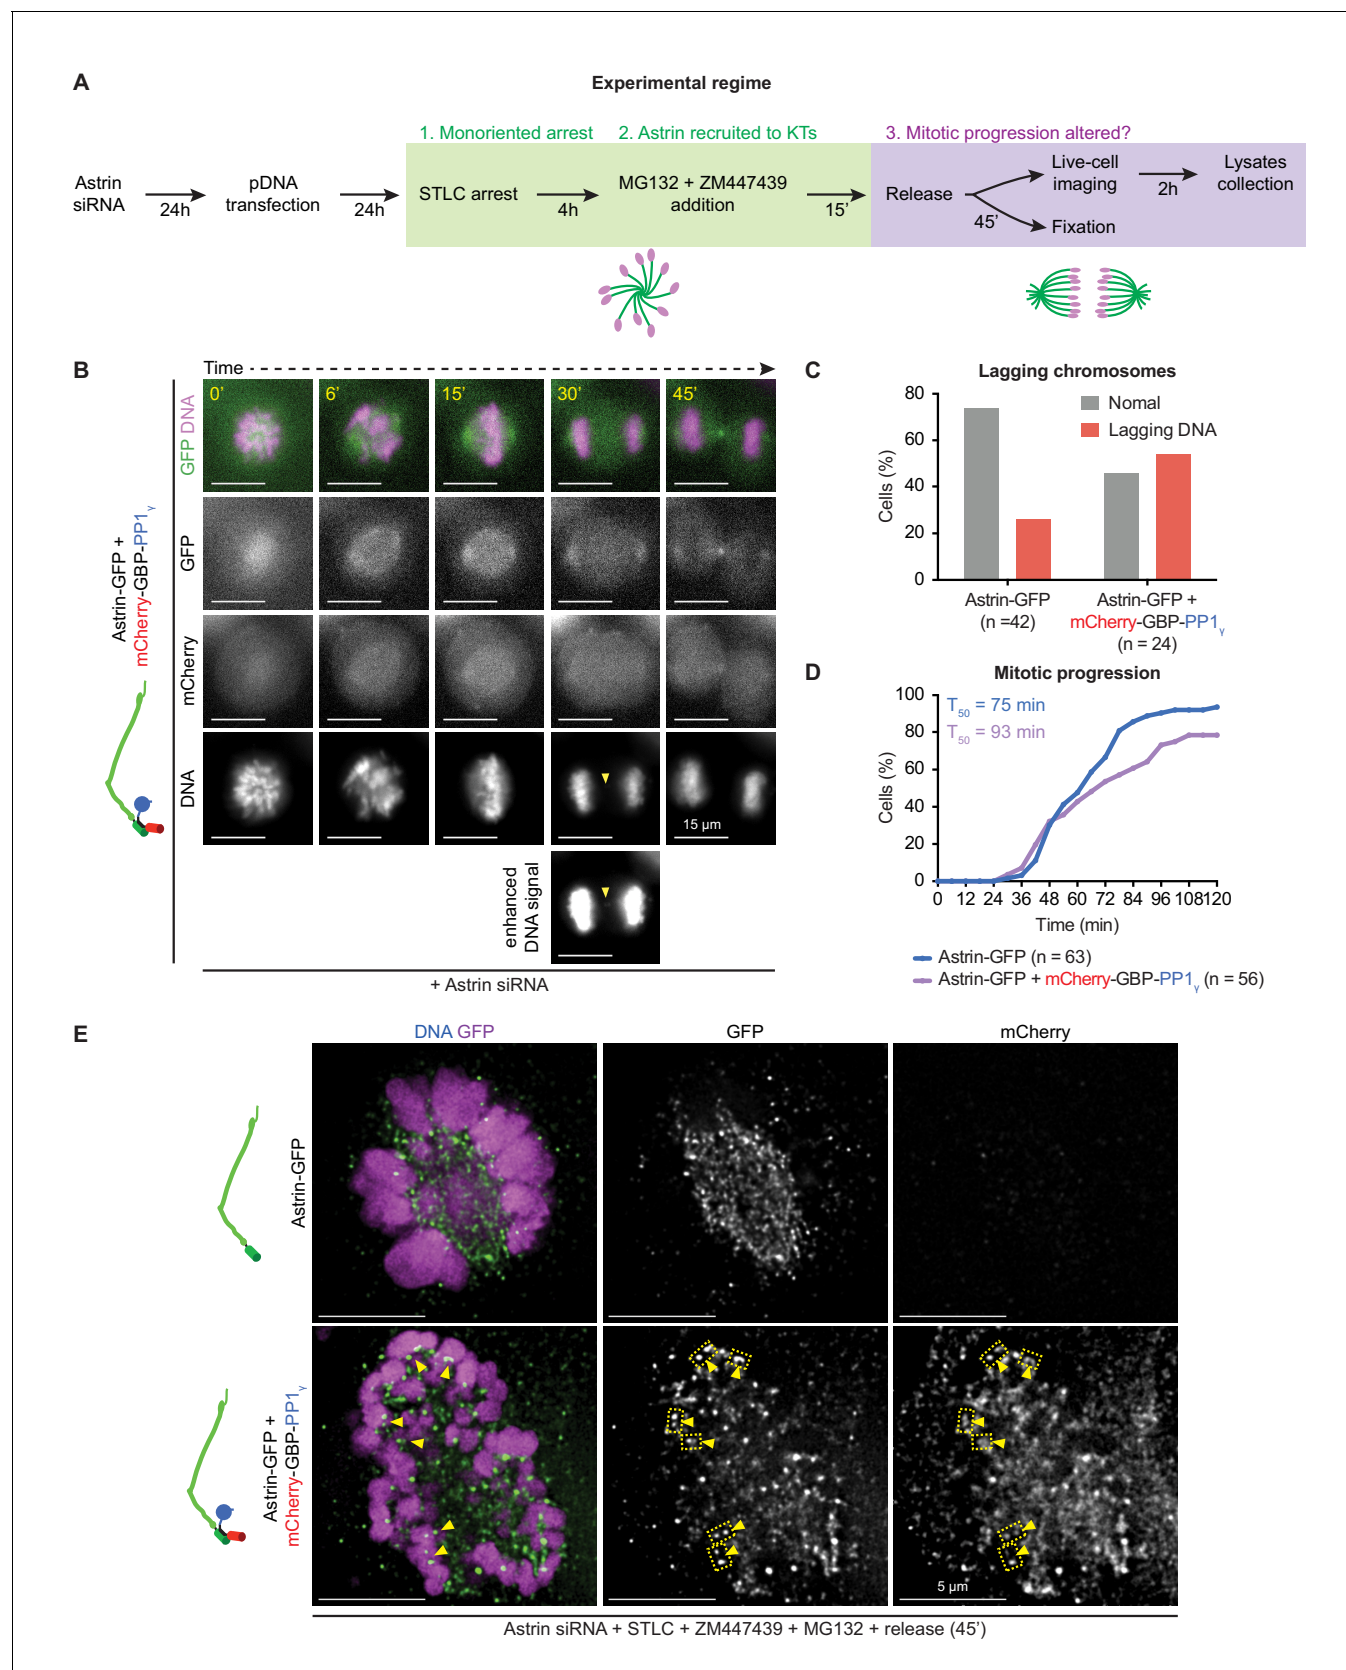 A
Experimental regime
1. Monoriented arrest
2. Astrin recruited to KTs
3. Mitotic progression altered?
Astrin
siRNA
24h
pDNA
transfection
24h
STLC arrest
4h
MG132 + ZM447439
addition
15'
Release
45'
Live-cell
imaging
Fixation
2h
Lysates
collection
B
Time
Astrin-GFP +
mCherry-GBP-PP1γ
GFP DNA
0'
6'
15'
30'
45'
GFP
mCherry
DNA
15 µm
enhanced
DNA signal
+ Astrin siRNA
C
Lagging chromosomes
Cells (%)
80
60
40
20
0
Nomal
Lagging DNA
Astrin-GFP
(n =42)
Astrin-GFP +
mCherry-GBP-PP1γ
(n = 24)
D
Mitotic progression
Cells (%)
100
80
60
40
20
0
T50 = 75 min
T50 = 93 min
0 12 24 36 48 60 72 84 96 108 120
Time (min)
Astrin-GFP (n = 63)
Astrin-GFP + mCherry-GBP-PP1γ (n = 56)
E
DNA GFP
GFP
mCherry
Astrin-GFP
Astrin-GFP +
mCherry-GBP-PP1γ
5 µm
Astrin siRNA + STLC + ZM447439 + MG132 + release (45')